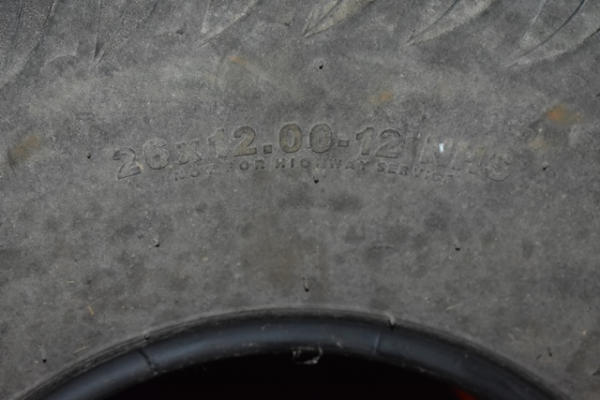 26x12.00-12 NHS
NOT FOR HIGHWAY SERVICE